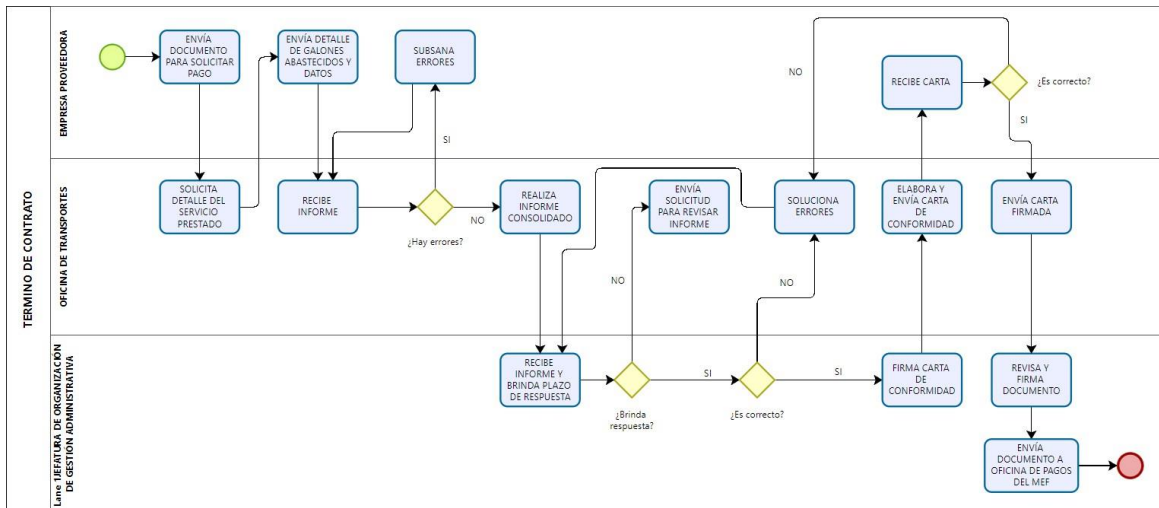 TERMINO DE CONTRATO
EMPRESA PROVEEDORA
ENVÍA
DOCUMENTO
PARA SOLICITAR
PAGO
ENVÍA DETALLE
DE GALONES
ABASTECIDOS Y
DATOS
SUBSANA
ERRORES
SI
NO
RECIBE CARTA
¿Es correcto?
SI
OFICINA DE TRANSPORTES
SOLICITA
DETALLE DEL
SERVICIO
PRESTADO
RECIBE
INFORME
¿Hay errores?
NO
REALIZA
INFORME
CONSOLIDADO
ENVÍA
SOLICITUD
PARA REVISAR
INFORME
NO
SOLUCIONA
ERRORES
NO
ELABORA Y
ENVÍA CARTA
DE
CONFORMIDAD
ENVÍA CARTA
FIRMADA
Lane 1JEFATURA DE ORGANIZACIÓN
DE GESTIÓN ADMINISTRATIVA
RECIBE
INFORME Y
BRINDA PLAZO
DE RESPUESTA
¿Brinda
respuesta?
SI
¿Es correcto?
SI
FIRMA CARTA
DE
CONFORMIDAD
REVISA Y
FIRMA
DOCUMENTO
ENVÍA
DOCUMENTO A
OFICINA DE PAGOS
DEL MEF